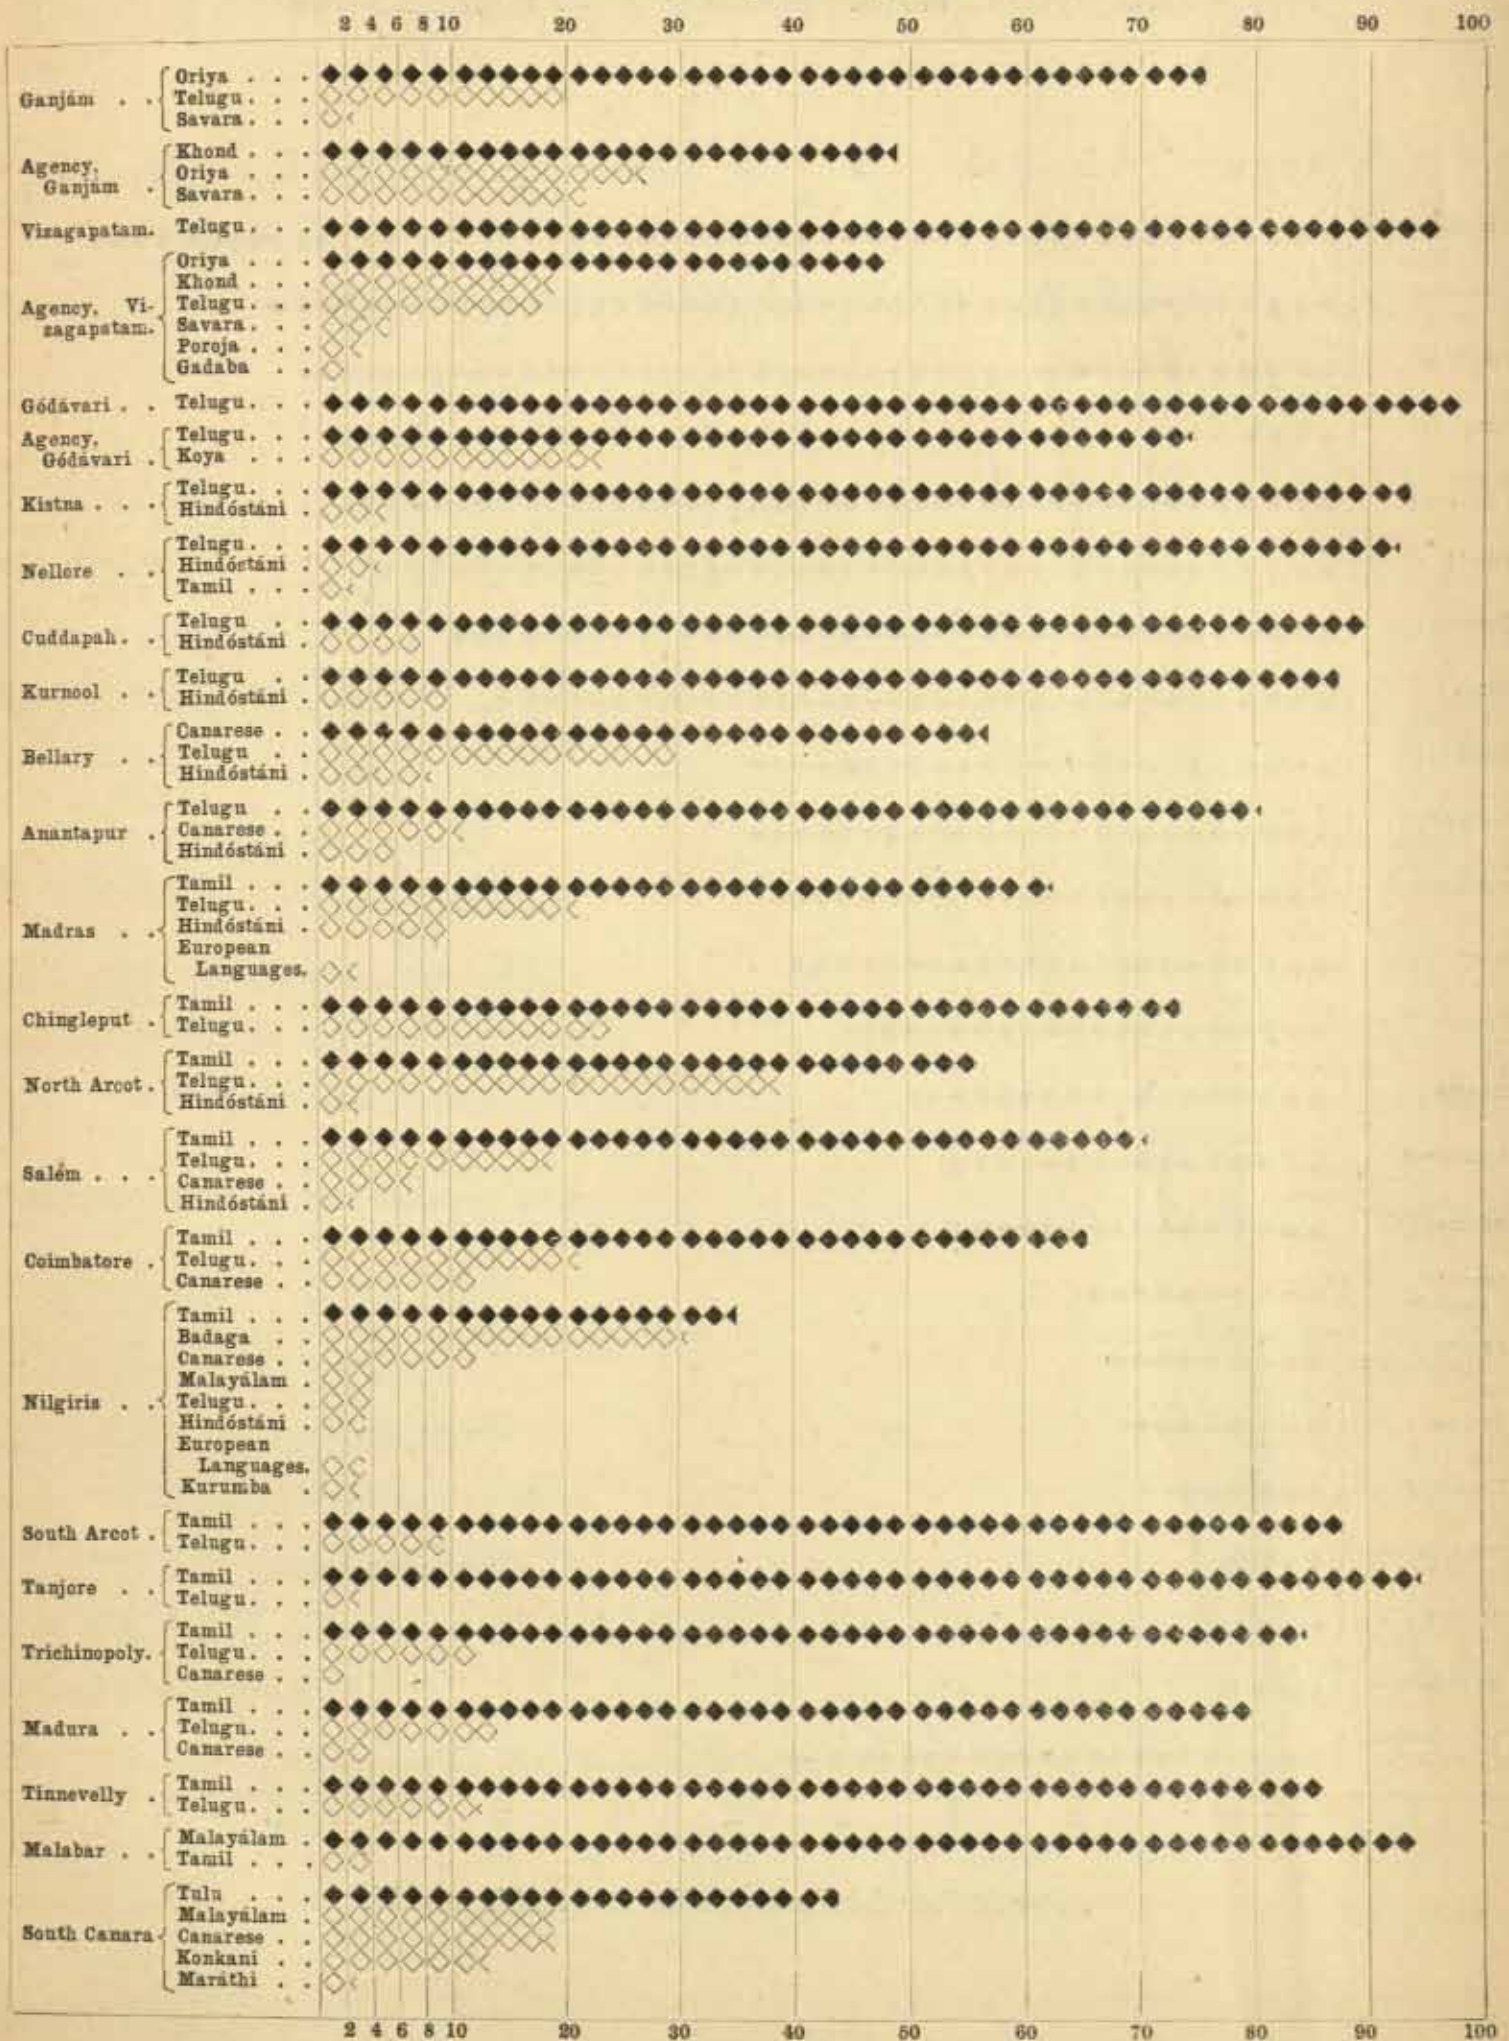 2 4 6 8 10 20 30 40 50 60 70 80 90 100
Ganjám . . Oriya . . .
Telugu . . .
Savara . . .
Agency, Ganjám . Khond . . .
Oriya . . .
Savara . . .
Vizagapatam. Telugu . . .
Agency, Vi-zagapatam. Oriya . . .
Khond . . .
Telugu . . .
Savara . . .
Poroja . . .
Gadaba . .
Gódávari . . Telugu . . .
Agency, Gódávari . Telugu . . .
Koya . . .
Kistna . . . Telugu . . .
Hindóstáni .
Nellore . . Telugu . . .
Hindóstáni .
Tamil . . .
Cuddapah . . Telugu . .
Hindóstáni .
Kurnool . . Telugu . .
Hindóstáni .
Bellary . . Canarese . .
Telugu . .
Hindóstáni .
Anantapur . Telugu . .
Canarese . .
Hindóstáni .
Madras . . Tamil . . .
Telugu . . .
Hindóstáni .
European
Languages.
Chingleput . Tamil . . .
Telugu . . .
North Arcot . Tamil . . .
Telugu . . .
Hindóstáni .
Salém . . . Tamil . . .
Telugu . . .
Canarese . .
Hindóstáni .
Coimbatore . Tamil . . .
Telugu . . .
Canarese . .
Nilgiris . . Tamil . . .
Badaga . .
Canarese . .
Malayálam .
Telugu . . .
Hindóstáni .
European
Languages.
Kurumba .
South Arcot . Tamil . . .
Telugu . . .
Tanjore . . Tamil . . .
Telugu . . .
Trichinopoly. Tamil . . .
Telugu . . .
Canarese . .
Madura . . Tamil . . .
Telugu . . .
Canarese . .
Tinnevelly . Tamil . . .
Telugu . . .
Malabar . . Malayálam .
Tamil . . .
South Canara Tulu . . .
Malayálam .
Canarese . .
Konkani . .
Maráthi . .
2 4 6 8 10 20 30 40 50 60 70 80 90 100